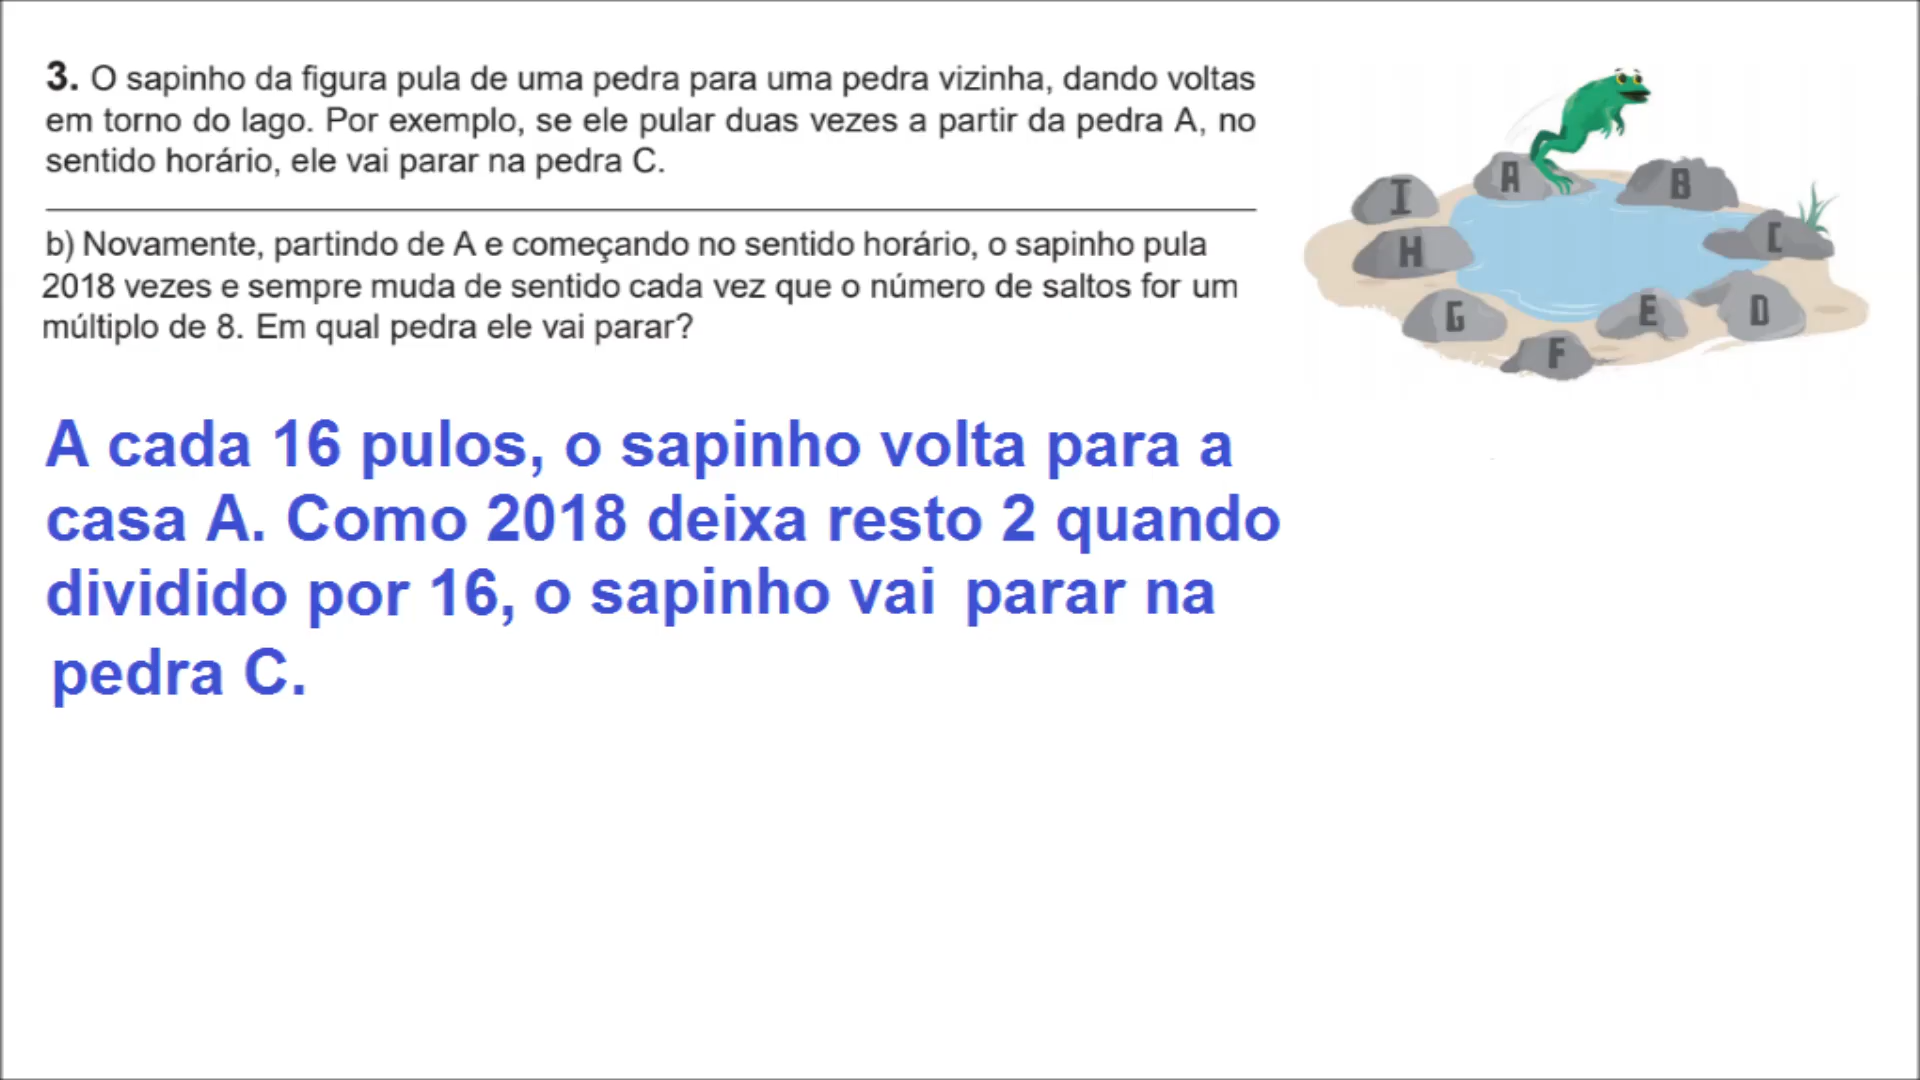 3. O sapinho da figura pula de uma pedra para uma pedra vizinha, dando voltas
em torno do lago. Por exemplo, se ele pular duas vezes a partir da pedra A, no
sentido horário, ele vai parar na pedra C.
b) Novamente, partindo de A e começando no sentido horário, o sapinho pula
2018 vezes e sempre muda de sentido cada vez que o número de saltos for um
múltiplo de 8. Em qual pedra ele vai parar?
A
B
I
C
H
G
E
D
F
A cada 16 pulos, o sapinho volta para a
casa A. Como 2018 deixa resto 2 quando
dividido por 16, o sapinho vai parar na
pedra C.